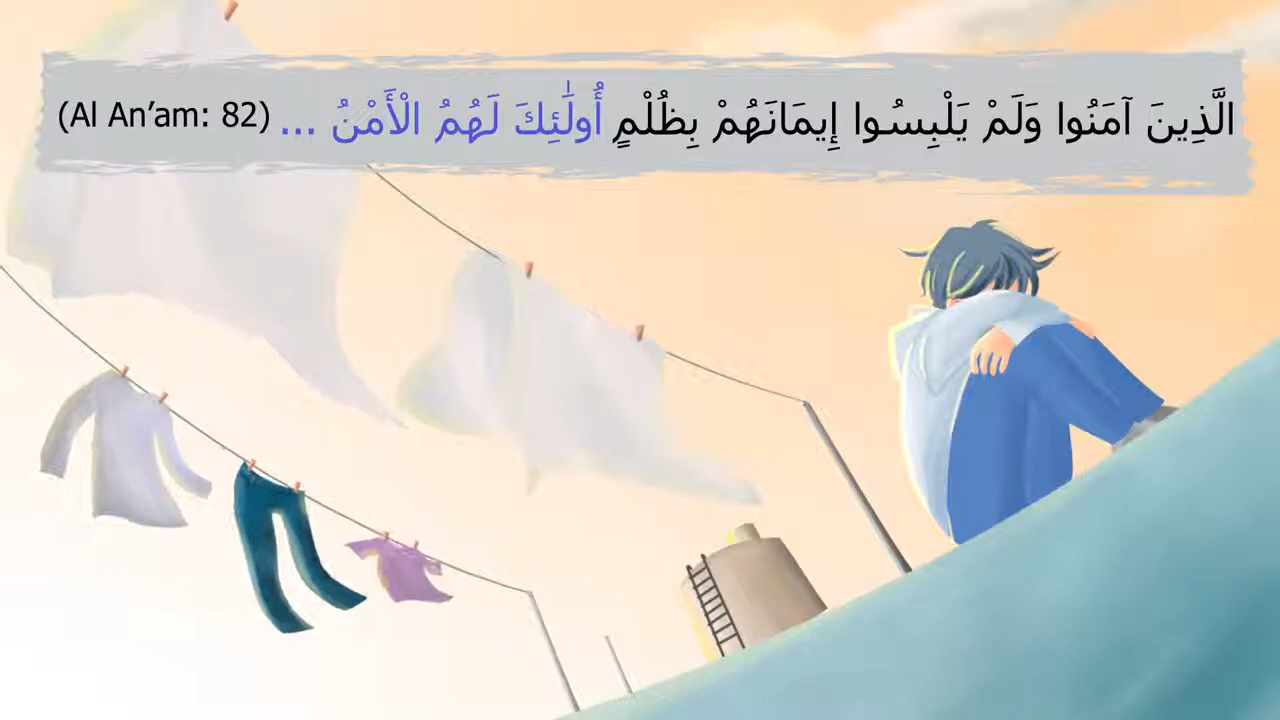 الَّذِينَ آمَنُوا وَلَمْ يَلْبِسُوا إِيمَانَهُمْ بِظُلْمٍ أُولَٰئِكَ لَهُمُ الْأَمْنُ ... (Al An’am: 82)